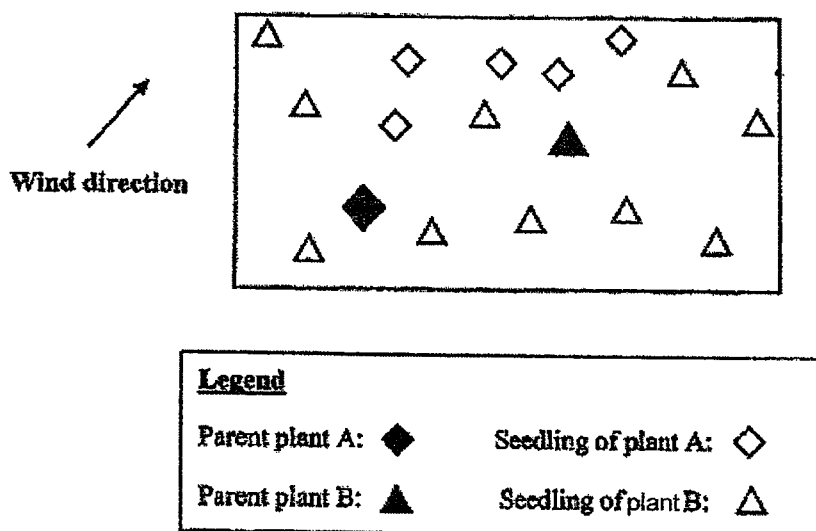 Wind direction
Legend
Parent plant A:
Seedling of plant A:
Parent plant B:
Seedling of plant B: